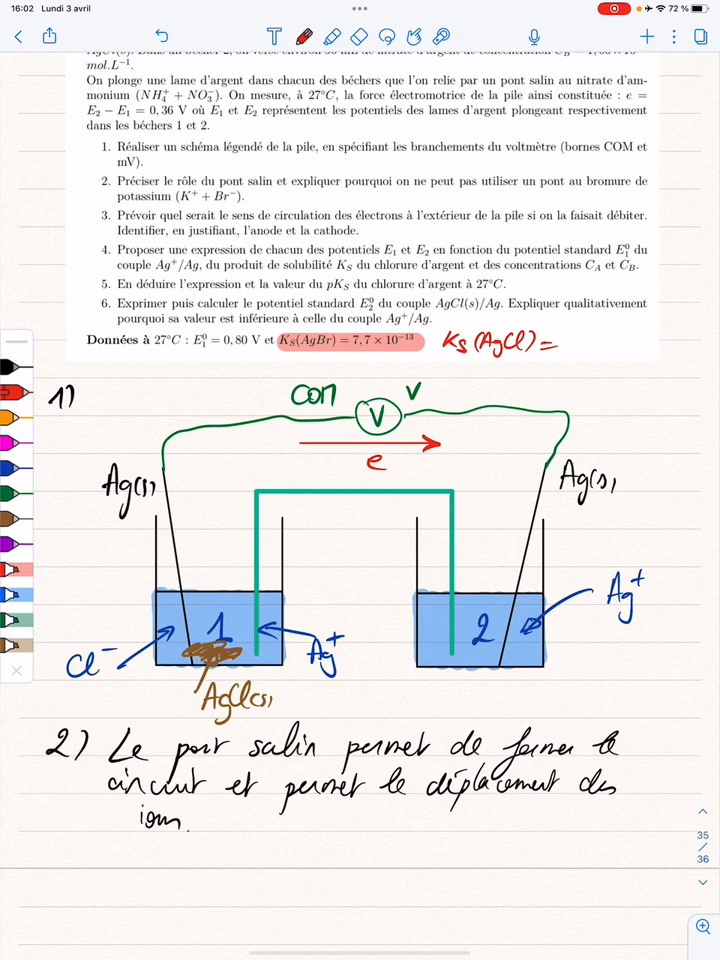 16:02 Lundi 3 avril
72 %
mol.L⁻¹.
On plonge une lame d'argent dans chacun des béchers que l'on relie par un pont salin au nitrate d'am-
monium (NH₄⁺ + NO₃⁻). On mesure, à 27°C, la force électromotrice de la pile ainsi constituée : e =
E₂ − E₁ = 0,36 V où E₁ et E₂ représentent les potentiels des lames d'argent plongeant respectivement
dans les béchers 1 et 2.
1. Réaliser un schéma légendé de la pile, en spécifiant les branchements du voltmètre (bornes COM et
mV).
2. Préciser le rôle du pont salin et expliquer pourquoi on ne peut pas utiliser un pont au bromure de
potassium (K⁺ + Br⁻).
3. Prévoir quel serait le sens de circulation des électrons à l'extérieur de la pile si on la faisait débiter.
Identifier, en justifiant, l'anode et la cathode.
4. Proposer une expression de chacun des potentiels E₁ et E₂ en fonction du potentiel standard E₁⁰ du
couple Ag⁺/Ag, du produit de solubilité K_S du chlorure d'argent et des concentrations C_A et C_B.
5. En déduire l'expression et la valeur du pK_S du chlorure d'argent à 27°C.
6. Exprimer puis calculer le potentiel standard E₂⁰ du couple AgCl(s)/Ag. Expliquer qualitativement
pourquoi sa valeur est inférieure à celle du couple Ag⁺/Ag.
Données à 27°C : E₁⁰ = 0,80 V et K_S(AgBr) = 7,7 × 10⁻¹³
Ks (AgCl) =
1)
COM
V
V
e
Ag(s)
Ag(s)
1
2
Ag⁺
Cl⁻
Ag⁺
AgCl(s)
2) Le pont salin permet de fermer le
circuit et permet le déplacement des
ions.
35
/
36